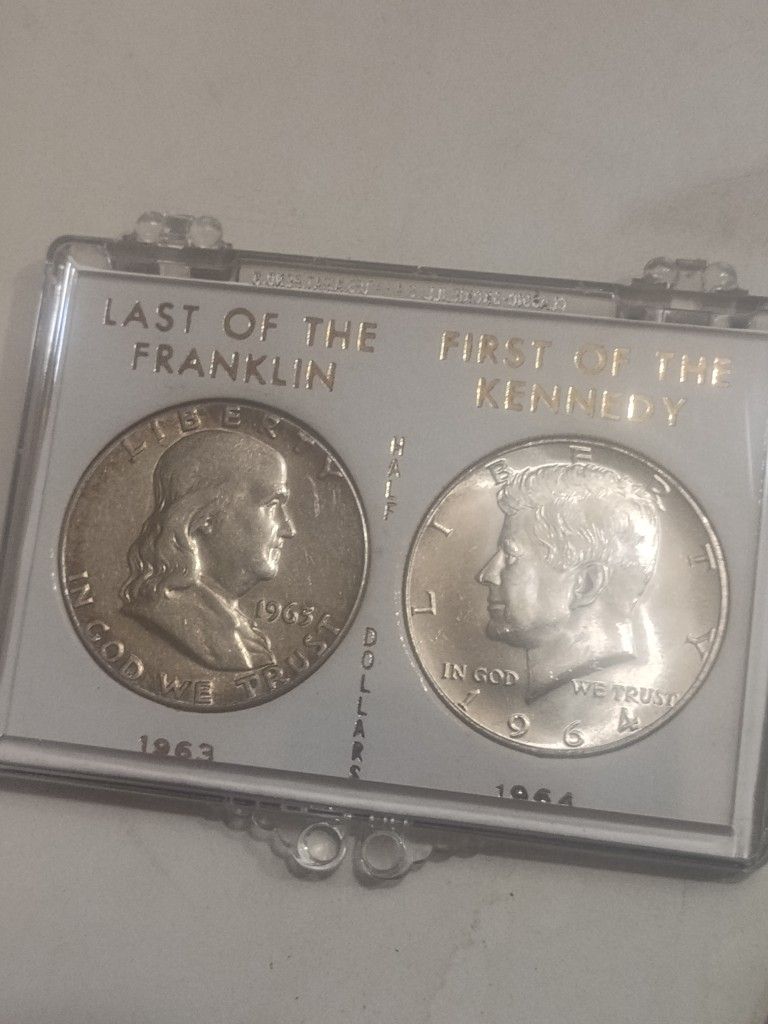 LAST OF THE
FRANKLIN
FIRST OF THE
KENNEDY
HALF
DOLLARS
LIBERTY
1963
IN GOD WE TRUST
LIBERTY
IN GOD WE TRUST
1964
1963
1964